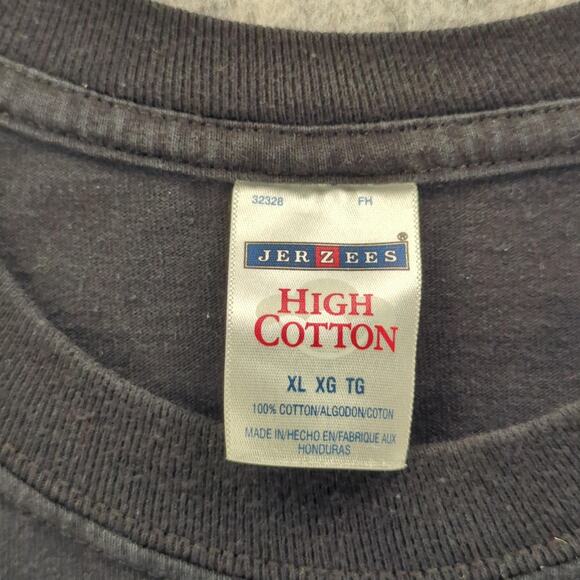 32328 FH
JERZEES®
HIGH
COTTON
XL XG TG
100% COTTON/ALGODON/COTON
MADE IN/HECHO EN/FABRIQUE AUX
HONDURAS